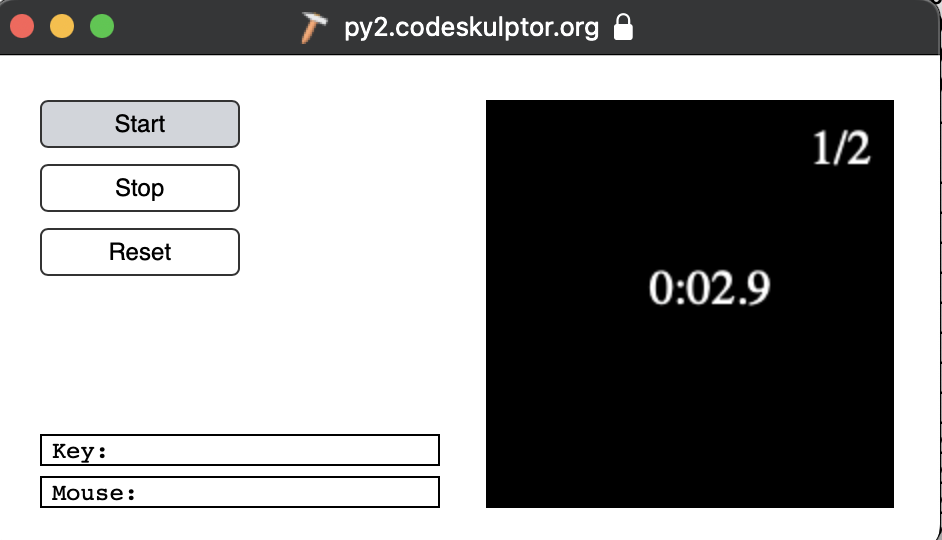 py2.codeskulptor.org
Start
Stop
Reset
Key:
Mouse:
1/2
0:02.9